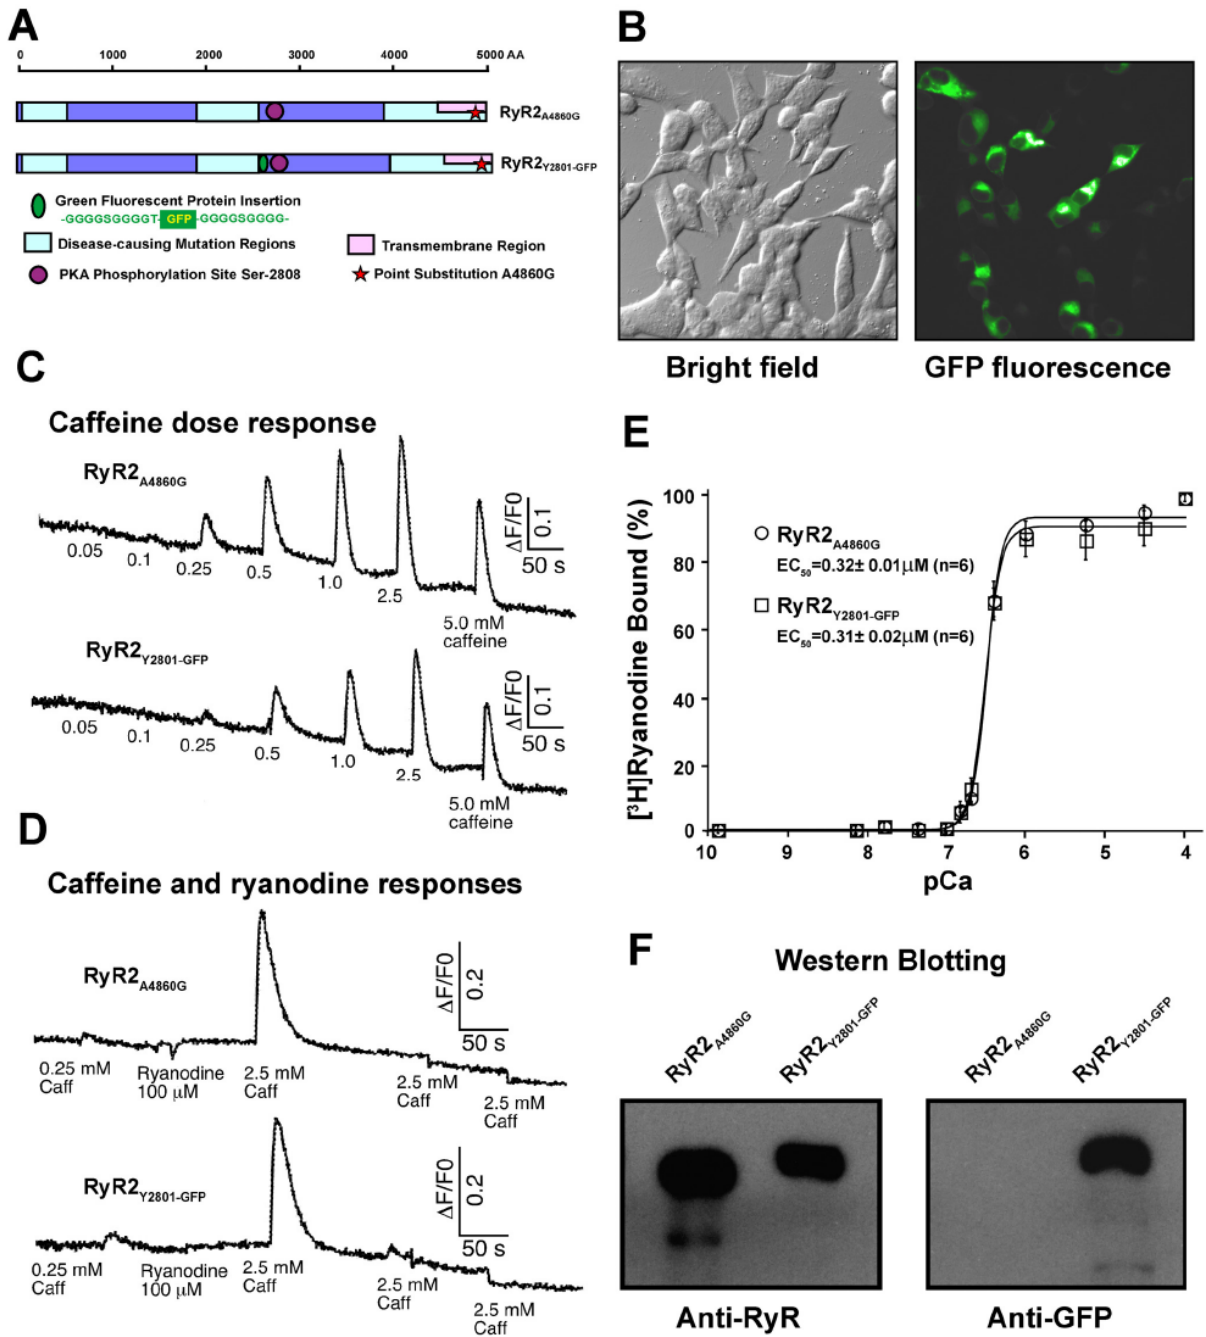 A
0 1000 2000 3000 4000 5000 AA
RyR2A4860G
RyR2Y2801-GFP
Green Fluorescent Protein Insertion
-GGGGSGGGGT-GFP-GGGGSGGGG-
Disease-causing Mutation Regions
Transmembrane Region
PKA Phosphorylation Site Ser-2808
Point Substitution A4860G
B
Bright field
GFP fluorescence
C
Caffeine dose response
RyR2A4860G
0.05
0.1
0.25
0.5
1.0
2.5
5.0 mM
caffeine
ΔF/F0
0.1
50 s
RyR2Y2801-GFP
0.05
0.1
0.25
0.5
1.0
2.5
5.0 mM
caffeine
ΔF/F0
0.1
50 s
D
Caffeine and ryanodine responses
RyR2A4860G
0.25 mM
Caff
Ryanodine
100 µM
2.5 mM
Caff
2.5 mM
Caff
2.5 mM
Caff
ΔF/F0
0.2
50 s
RyR2Y2801-GFP
0.25 mM
Caff
Ryanodine
100 µM
2.5 mM
Caff
2.5 mM
Caff
2.5 mM
Caff
ΔF/F0
0.2
50 s
E
[³H]Ryanodine Bound (%)
100
80
60
40
20
0
10 9 8 7 6 5 4
pCa
RyR2A4860G
EC50=0.32± 0.01µM (n=6)
RyR2Y2801-GFP
EC50=0.31± 0.02µM (n=6)
F
Western Blotting
RyR2A4860G
RyR2Y2801-GFP
RyR2A4860G
RyR2Y2801-GFP
Anti-RyR
Anti-GFP